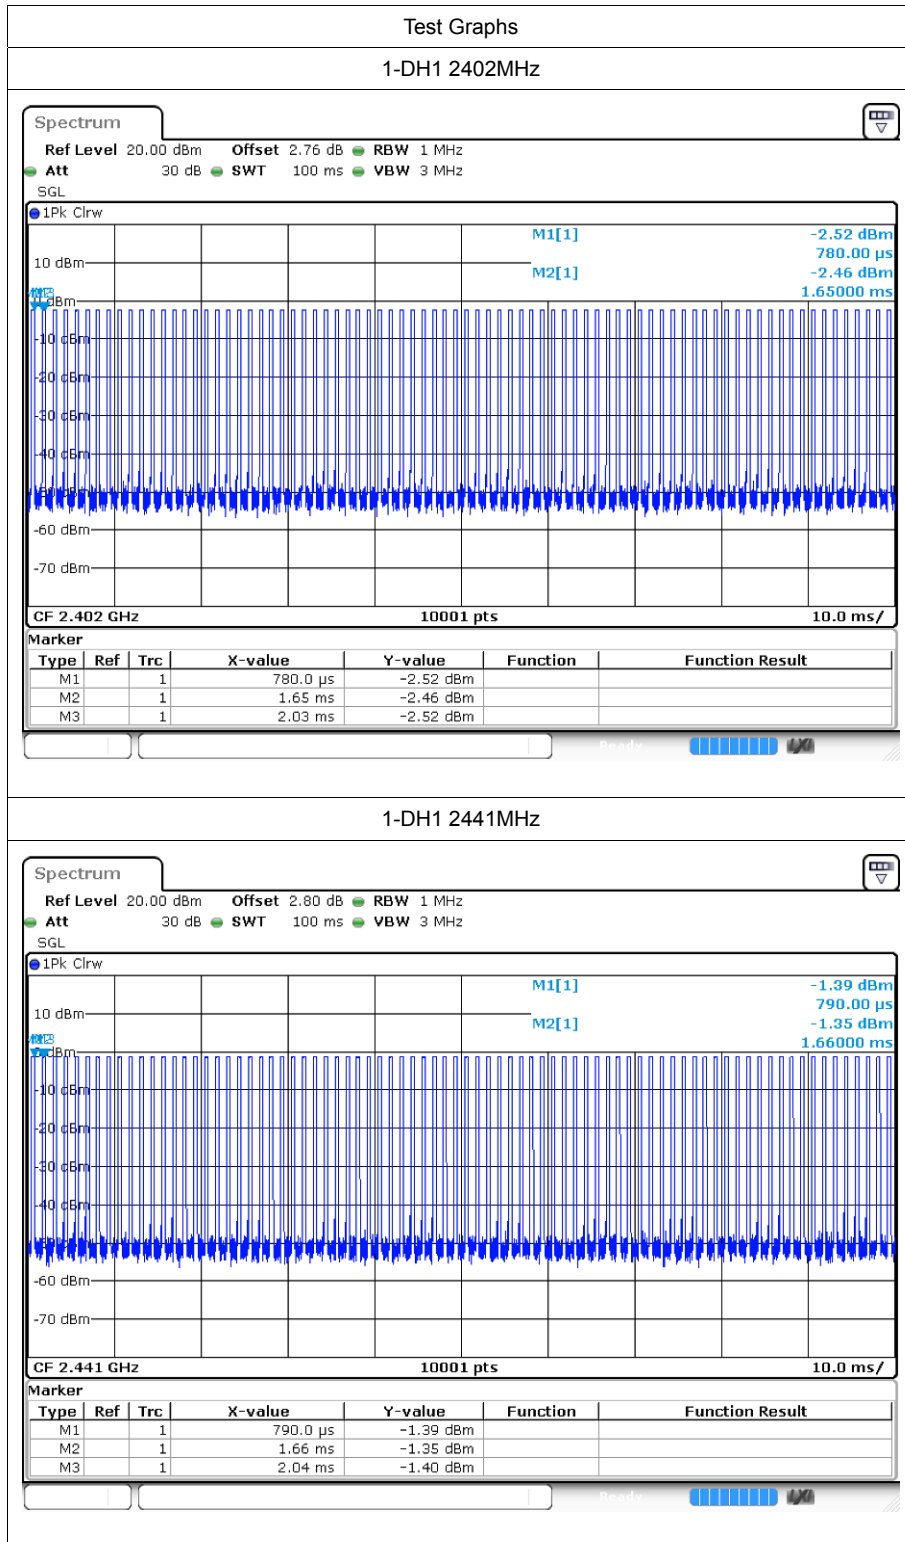 Test Graphs
1-DH1 2402MHz
Spectrum
Ref Level 20.00 dBm Offset 2.76 dB RBW 1 MHz
Att 30 dB SWT 100 ms VBW 3 MHz
SGL
1Pk Clrw
M1[1] -2.52 dBm
780.00 µs
10 dBm
M2[1] -2.46 dBm
1.65000 ms
0 dBm
-10 dBm
-20 dBm
-30 dBm
-40 dBm
-60 dBm
-70 dBm
CF 2.402 GHz 10001 pts 10.0 ms/
Marker
Type Ref Trc X-value Y-value Function Function Result
M1 1 780.0 µs -2.52 dBm
M2 1 1.65 ms -2.46 dBm
M3 1 2.03 ms -2.52 dBm
Ready LXI
1-DH1 2441MHz
Spectrum
Ref Level 20.00 dBm Offset 2.80 dB RBW 1 MHz
Att 30 dB SWT 100 ms VBW 3 MHz
SGL
1Pk Clrw
M1[1] -1.39 dBm
790.00 µs
10 dBm
M2[1] -1.35 dBm
1.66000 ms
-10 dBm
-20 dBm
-30 dBm
-40 dBm
-60 dBm
-70 dBm
CF 2.441 GHz 10001 pts 10.0 ms/
Marker
Type Ref Trc X-value Y-value Function Function Result
M1 1 790.0 µs -1.39 dBm
M2 1 1.66 ms -1.35 dBm
M3 1 2.04 ms -1.40 dBm
Ready LXI